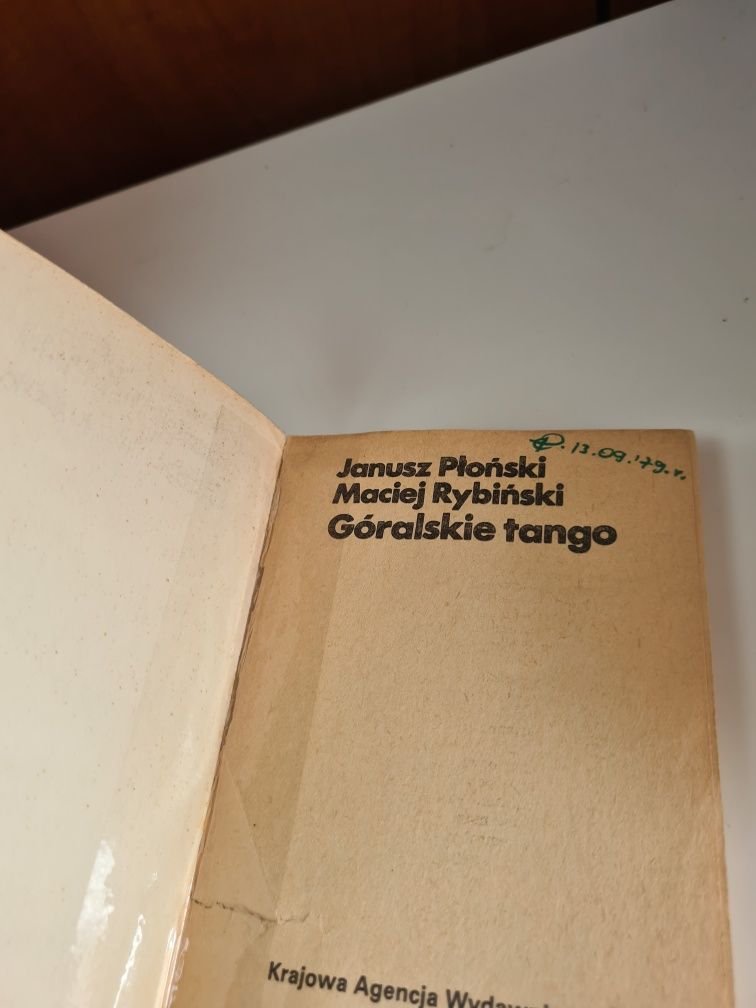 13.09.'79.r.
Janusz Płoński
Maciej Rybiński
Góralskie tango
Krajowa Agencja